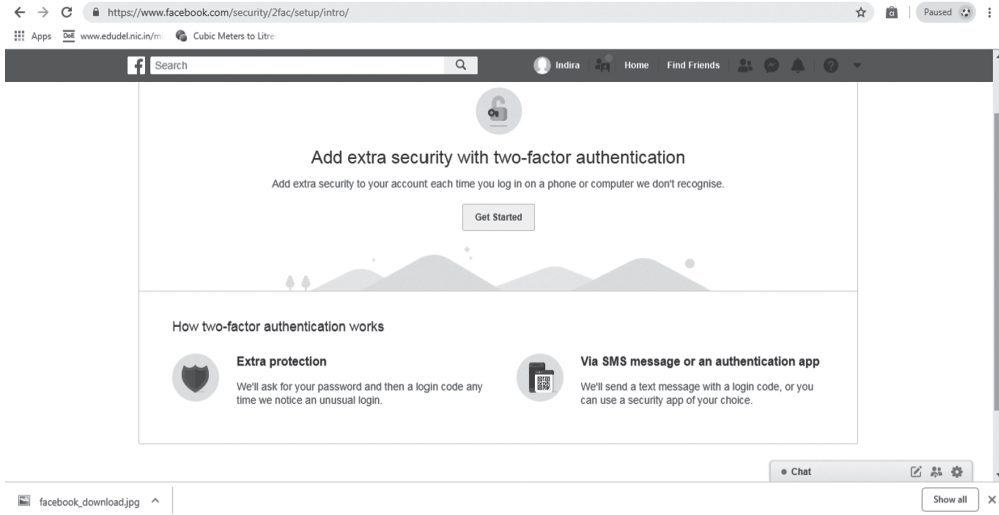 https://www.facebook.com/security/2fac/setup/intro/
Paused
Apps DoE www.edudel.nic.in/mi Cubic Meters to Litre
f Search Indira Home Find Friends
Add extra security with two-factor authentication
Add extra security to your account each time you log in on a phone or computer we don't recognise.
Get Started
How two-factor authentication works
Extra protection
We'll ask for your password and then a login code any
time we notice an unusual login.
Via SMS message or an authentication app
We'll send a text message with a login code, or you
can use a security app of your choice.
Chat
facebook_download.jpg
Show all